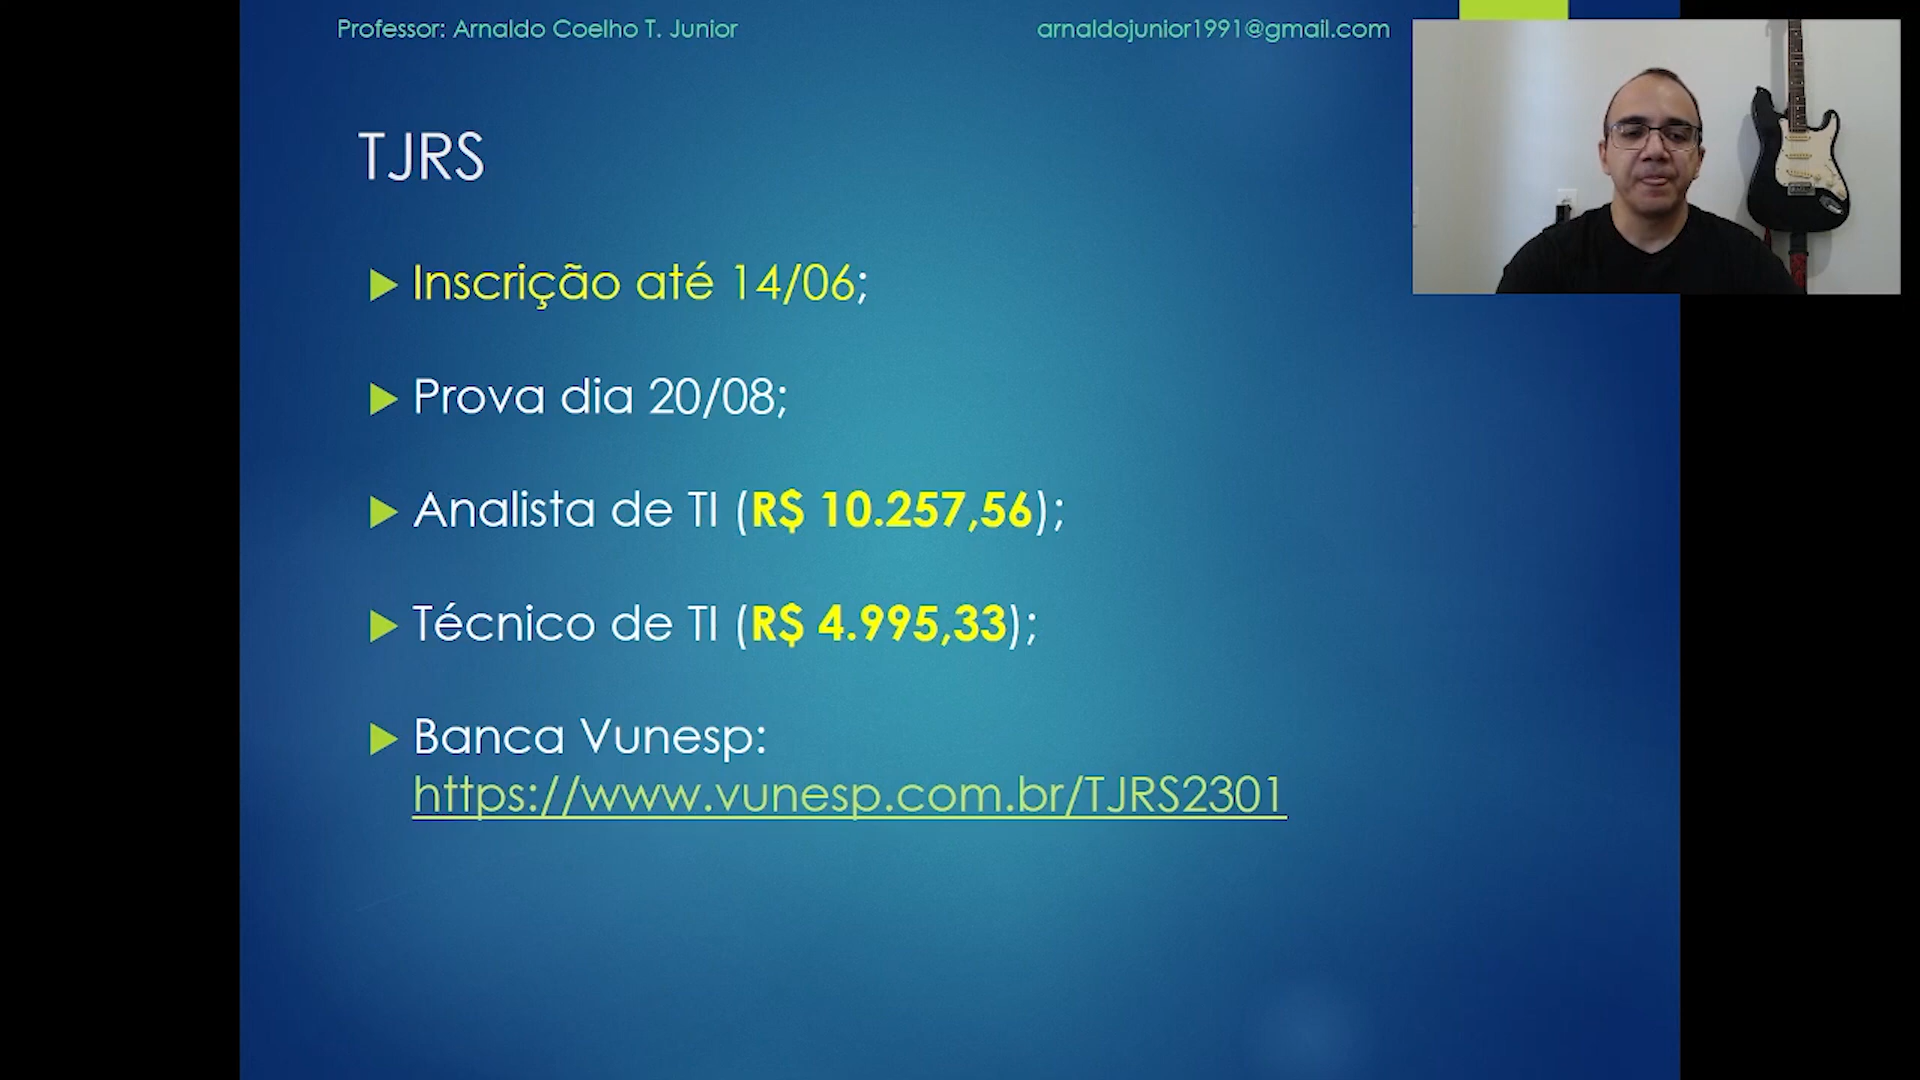 Professor: Arnaldo Coelho T. Junior
arnaldojunior1991@gmail.com
TJRS
Inscrição até 14/06;
Prova dia 20/08;
Analista de TI (R$ 10.257,56);
Técnico de TI (R$ 4.995,33);
Banca Vunesp:
https://www.vunesp.com.br/TJRS2301